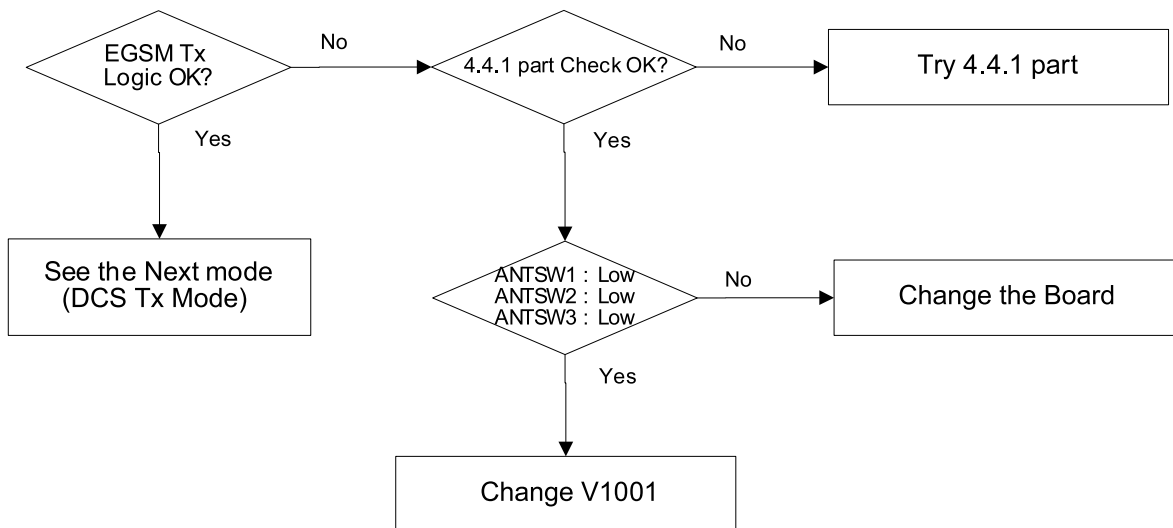 EGSM Tx
Logic OK?
No
4.4.1 part Check OK?
No
Try 4.4.1 part
Yes
Yes
See the Next mode
(DCS Tx Mode)
ANTSW1 : Low
ANTSW2 : Low
ANTSW3 : Low
No
Change the Board
Yes
Change V1001